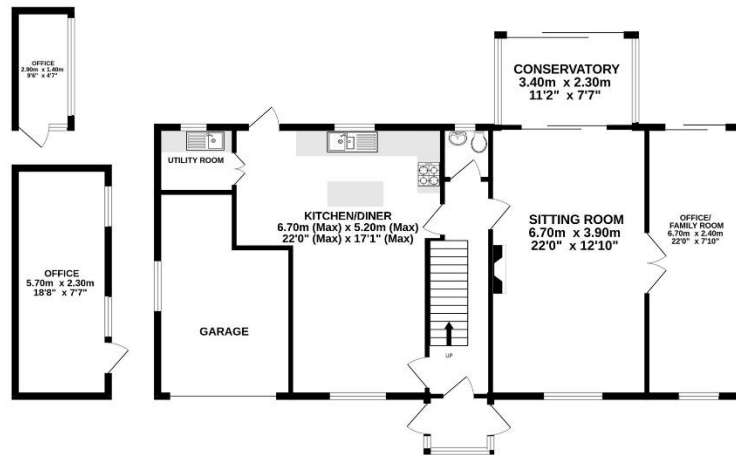 OFFICE
2.90m x 1.40m
9'6" x 4'7"
CONSERVATORY
3.40m x 2.30m
11'2" x 7'7"
UTILITY ROOM
KITCHEN/DINER
6.70m (Max) x 5.20m (Max)
22'0" (Max) x 17'1" (Max)
SITTING ROOM
6.70m x 3.90m
22'0" x 12'10"
OFFICE/
FAMILY ROOM
6.70m x 2.40m
22'0" x 7'10"
OFFICE
5.70m x 2.30m
18'8" x 7'7"
GARAGE
UP